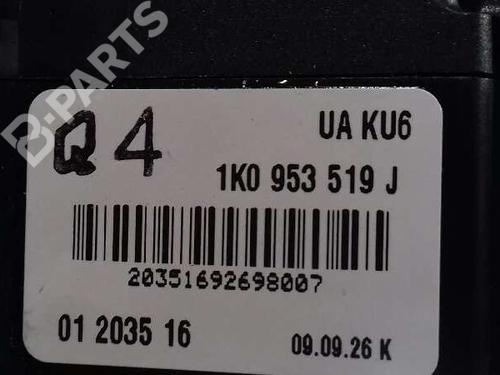 B-PARTS
Q4
UA KU6
1K0 953 519 J
20351692698007
01 2035 16
09.09.26 K